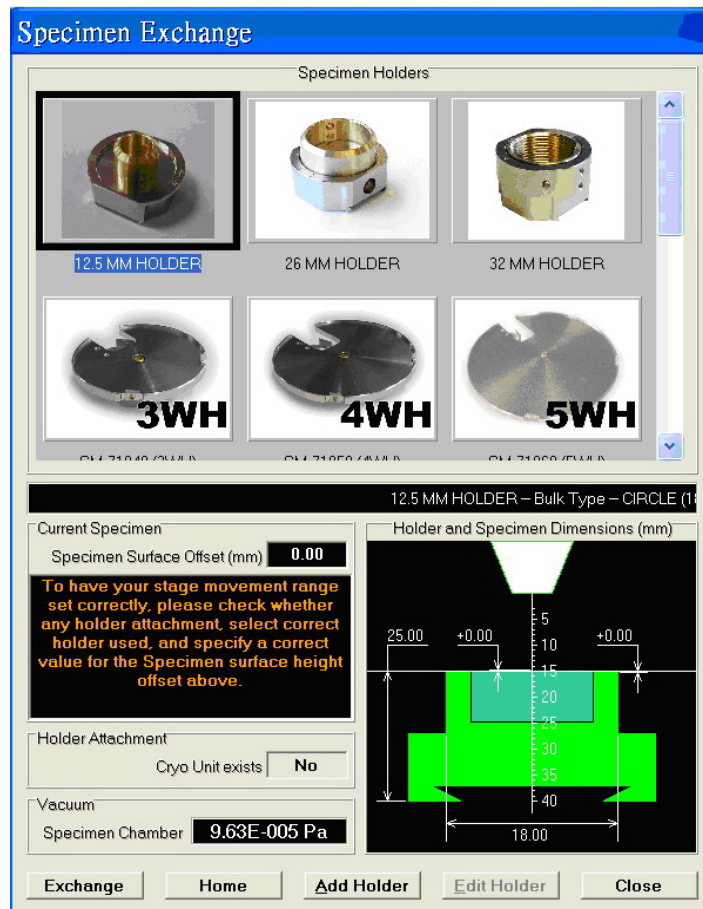 Specimen Exchange
Specimen Holders
12.5 MM HOLDER
26 MM HOLDER
32 MM HOLDER
3WH
4WH
5WH
12.5 MM HOLDER – Bulk Type – CIRCLE (1
Current Specimen
Specimen Surface Offset (mm) 0.00
To have your stage movement range
set correctly, please check whether
any holder attachment, select correct
holder used, and specify a correct
value for the Specimen surface height
offset above.
Holder Attachment
Cryo Unit exists No
Vacuum
Specimen Chamber 9.63E-005 Pa
Holder and Specimen Dimensions (mm)
5
25.00 +0.00 10 +0.00
15
20
25
30
35
40
18.00
Exchange Home Add Holder Edit Holder Close